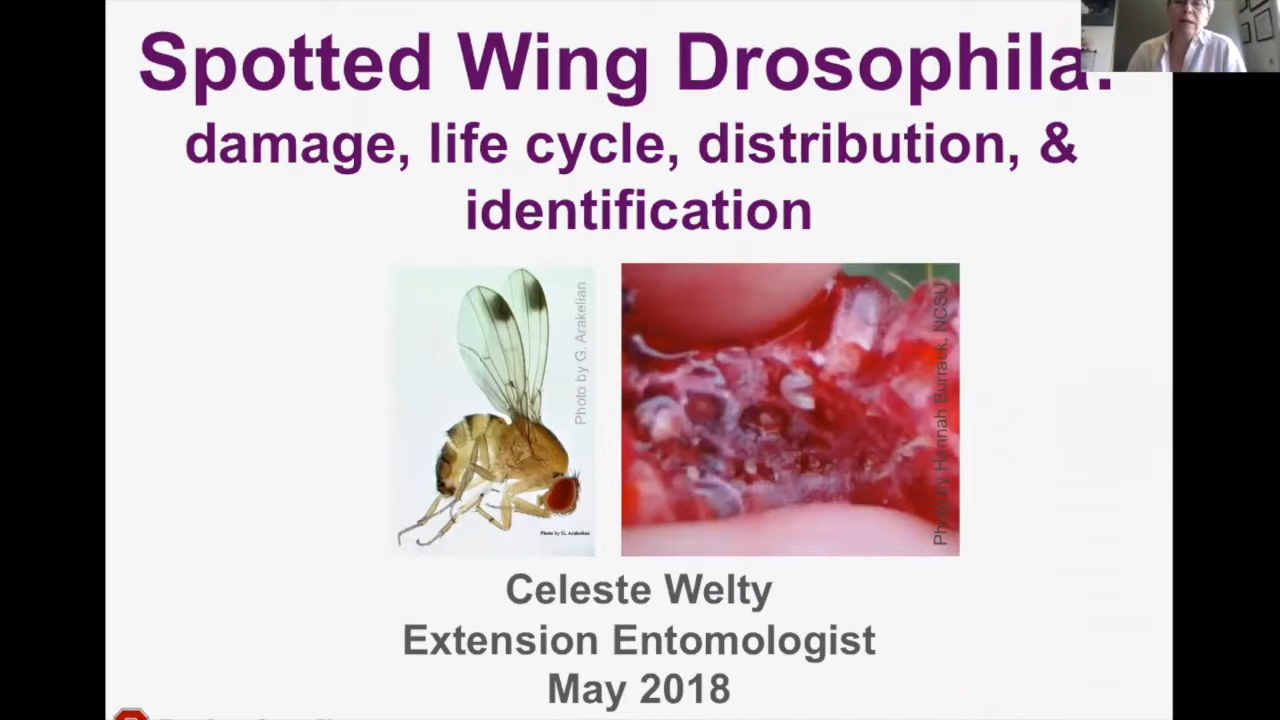 Spotted Wing Drosophila:
damage, life cycle, distribution, &
identification
Photo by G. Arakelian
Photo by G. Arakelian
Photo by Hannah Burrack, NCSU
Celeste Welty
Extension Entomologist
May 2018